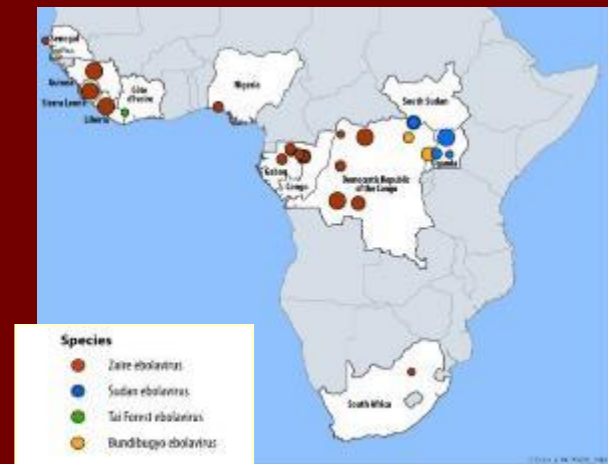 Senegal
Guinea
Sierra Leone
Liberia
Côte
d'Ivoire
Nigeria
South Sudan
Uganda
Gabon
Congo
Democratic Republic
of the Congo
South Africa
Species
Zaire ebolavirus
Sudan ebolavirus
Tai Forest ebolavirus
Bundibugyo ebolavirus